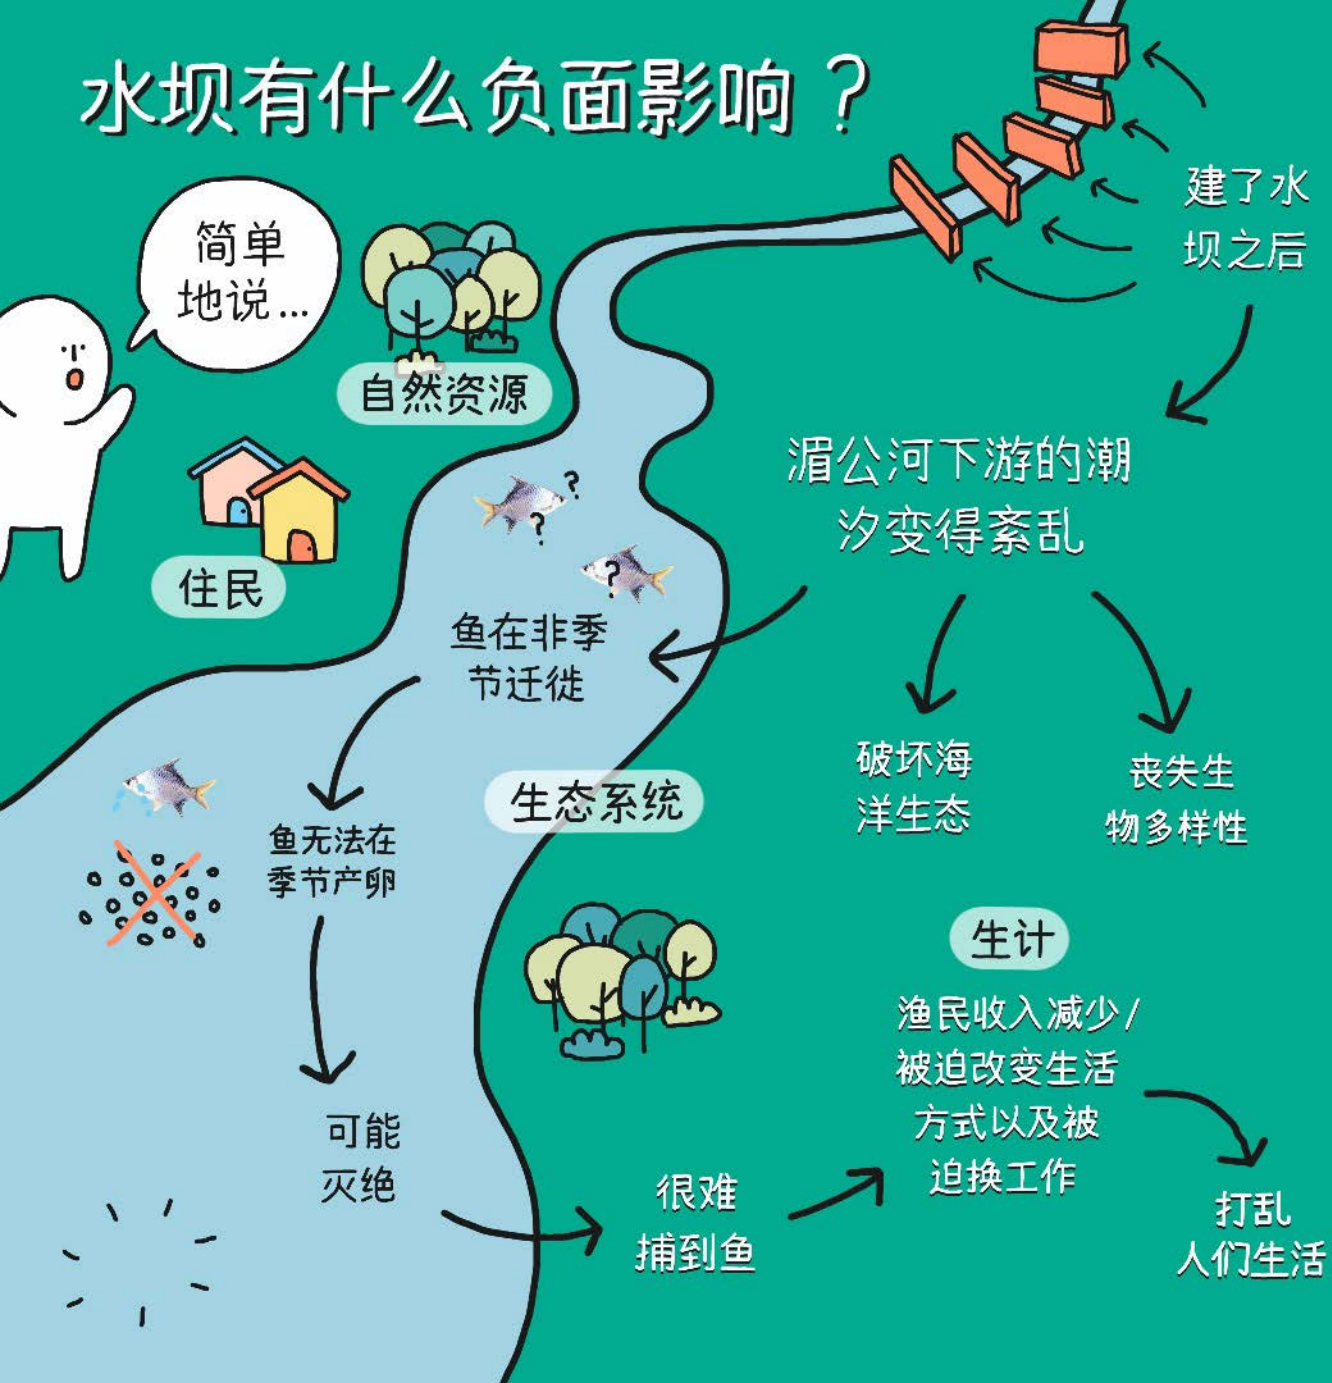 水坝有什么负面影响？
简单
地说...
建了水
坝之后
自然资源
湄公河下游的潮
汐变得紊乱
住民
?
?
?
鱼在非季
节迁徙
破坏海
洋生态
丧失生
物多样性
生态系统
鱼无法在
季节产卵
生计
渔民收入减少/
被迫改变生活
方式以及被
迫换工作
可能
灭绝
很难
捕到鱼
打乱
人们生活